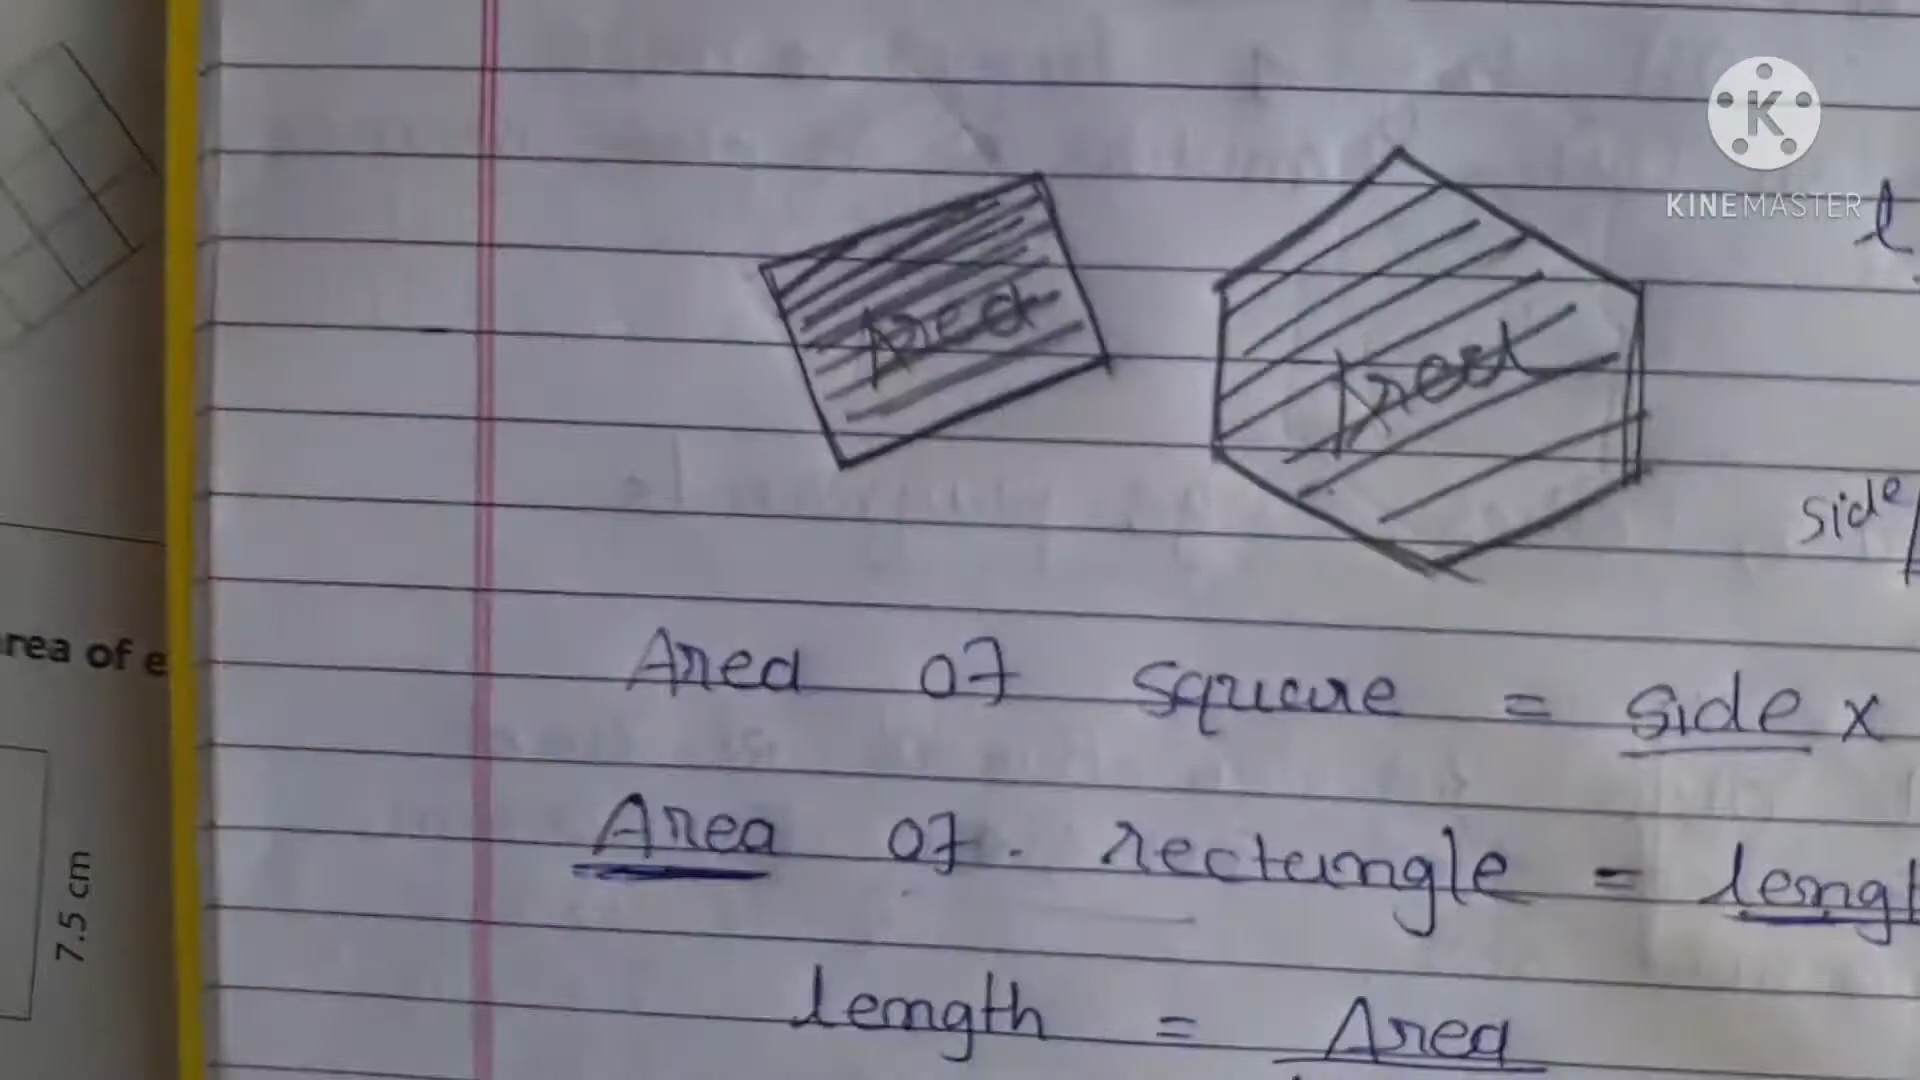 K
KINEMASTER
l
Area
Area
side
Area of square = side x
Area of rectangle = lengt
length = Area
rea of e
7.5 cm